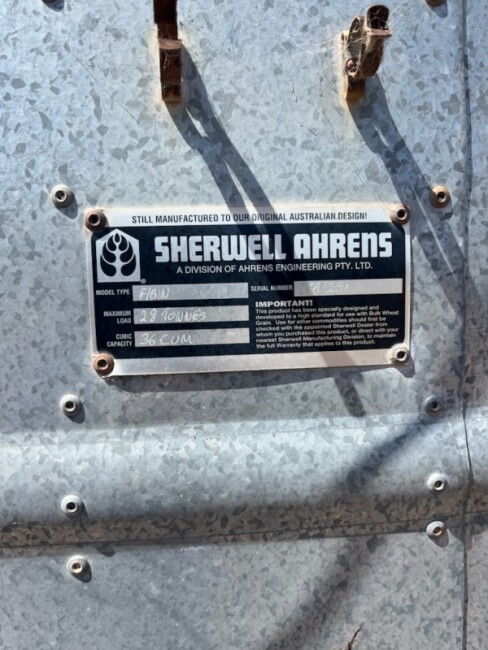 STILL MANUFACTURED TO OUR ORIGINAL AUSTRALIAN DESIGN!
SHERWELL AHRENS
A DIVISION OF AHRENS ENGINEERING PTY. LTD.
MODEL TYPE F/BIN SERIAL NUMBER
MAXIMUM LOAD 28 TONNES
CUBIC CAPACITY 36 CUM
IMPORTANT!
This product has been specially designed and
developed to a high standard for use with Bulk Wheat
Grain. Use for other commodities should first be
checked with the appointed Sherwell Dealer from
whom you purchased this product, or direct with your
nearest Sherwell Manufacturing Division, to maintain
the full Warranty that applies to this product.